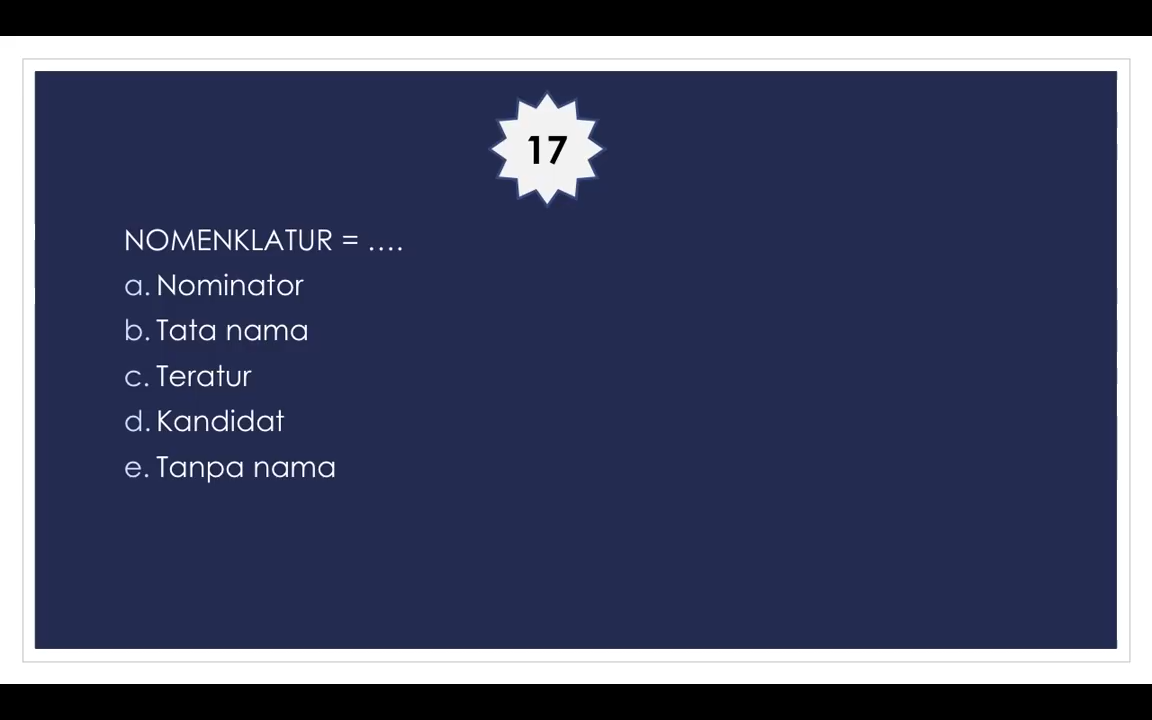 17
NOMENKLATUR = ....
a. Nominator
b. Tata nama
c. Teratur
d. Kandidat
e. Tanpa nama